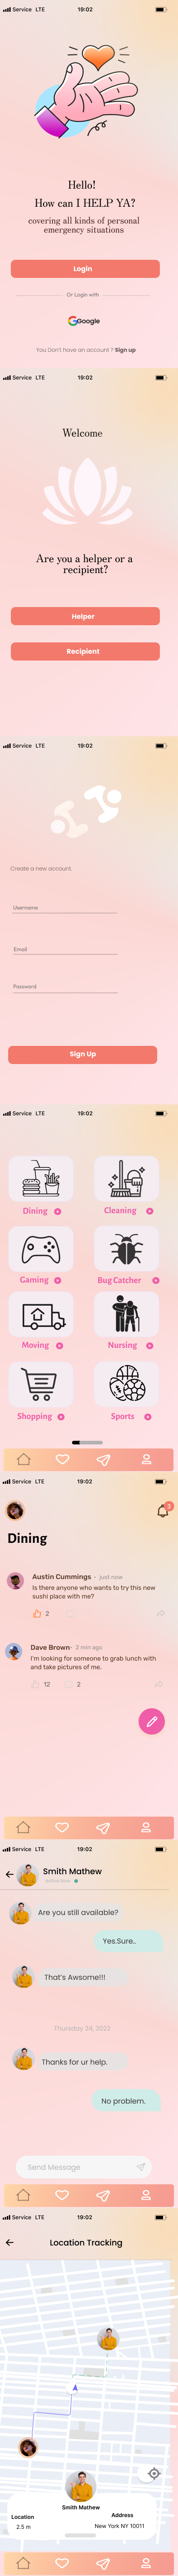 Service LTE 19:02
Hello!
How can I HELP YA?
covering all kinds of personal
emergency situations
Login
Or Login with
Google
You Don't have an account ? Sign up
Service LTE 19:02
Welcome
Are you a helper or a
recipient?
Helper
Recipient
Service LTE 19:02
Create a new account.
Username
Email
Password
Sign Up
Service LTE 19:02
Dining Cleaning
Gaming Bug Catcher
Moving Nursing
Shopping Sports
Service LTE 19:02
Dining
Austin Cummings · just now
Is there anyone who wants to try this new
sushi place with me?
2
Dave Brown · 2 min ago
I'm looking for someone to grab lunch with
and take pictures of me.
12 2
Service LTE 19:02
Smith Mathew
Are you still available?
Yes.Sure..
That's Awsome!!!
Thursday 24, 2022
Thanks for ur help.
No problem.
Send Message
Service LTE 19:02
Location Tracking
Smith Mathew
Location Address
2.5 m New York NY 10011